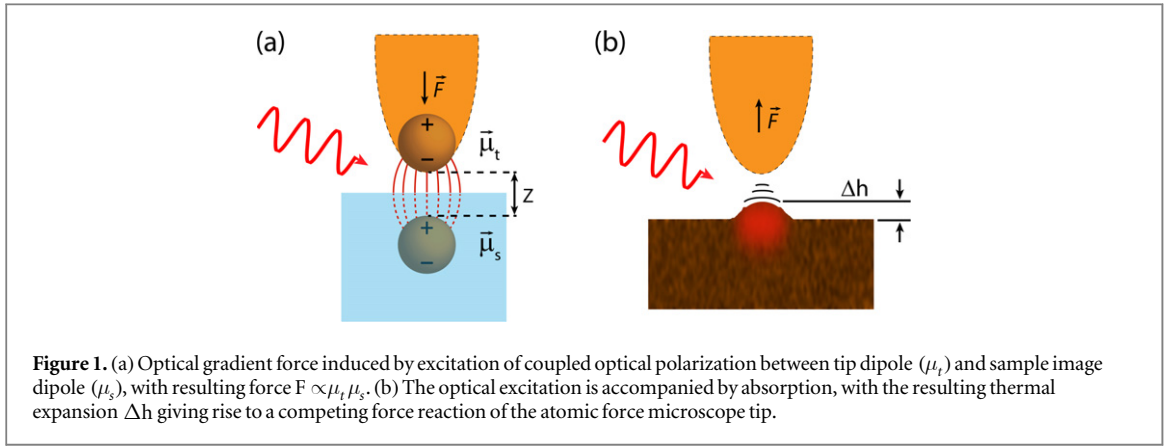 (a)
(b)
F⃗
F⃗
+
−
μ⃗t
Z
Δh
+
−
μ⃗s
Figure 1. (a) Optical gradient force induced by excitation of coupled optical polarization between tip dipole (μt) and sample image
dipole (μs), with resulting force F ∝μt μs. (b) The optical excitation is accompanied by absorption, with the resulting thermal
expansion Δh giving rise to a competing force reaction of the atomic force microscope tip.